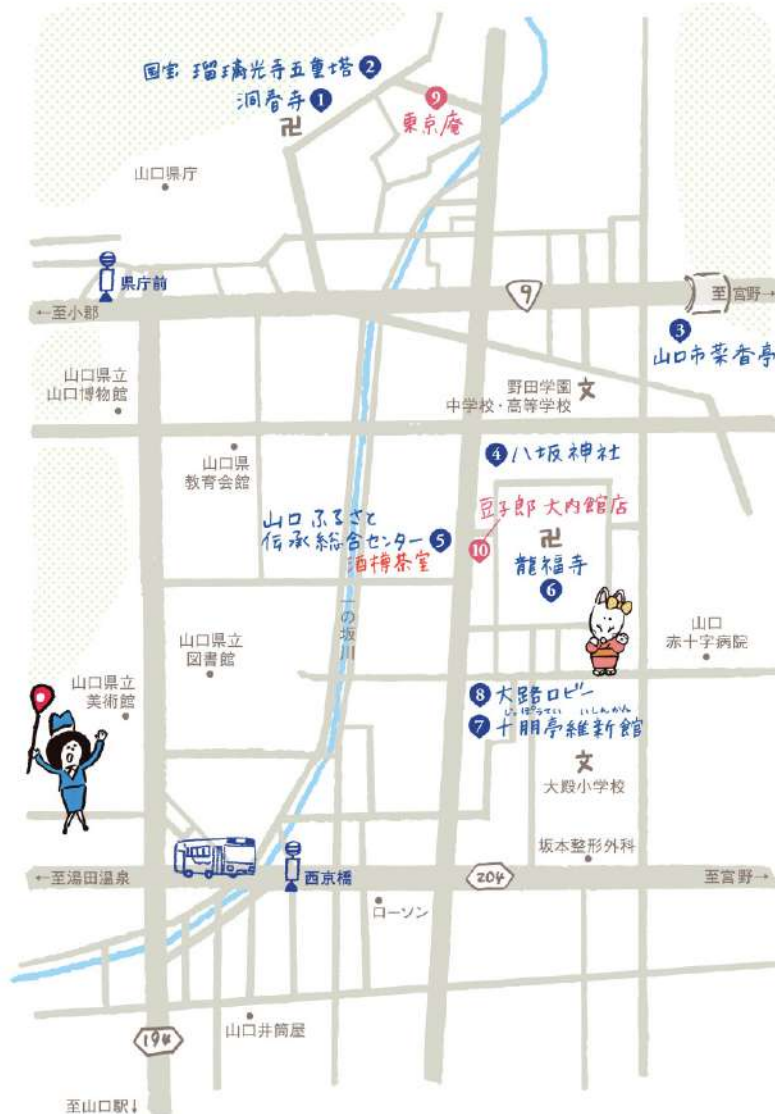 国宝 瑠璃光寺五重塔 2
洞春寺 1
卍
9
東京庵
山口県庁
県庁前
9
至宮野→
←至小郡
3
山口市菜香亭
山口県立
山口博物館
野田学園
中学校・高等学校
文
山口県
教育会館
4 八坂神社
豆子郎 大内館店
10
卍
龍福寺
6
山口ふるさと
伝承総合センター 5
酒樽茶室
一の坂川
山口県立
図書館
山口
赤十字病院
山口県立
美術館
8 大路ロビー
じっぽうてい いしんかん
7 十朋亭維新館
文
大殿小学校
坂本整形外科
←至湯田温泉
西京橋
204
至宮野→
ローソン
山口井筒屋
194
至山口駅↓